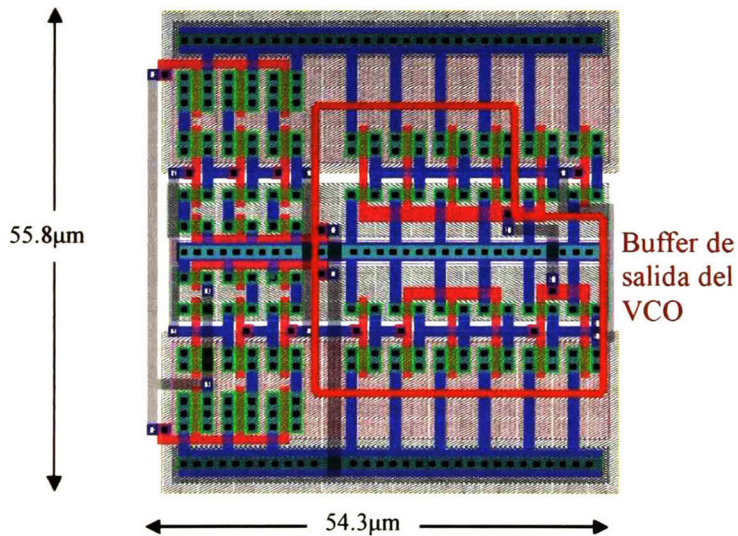 55.8μm
Buffer de
salida del
VCO
54.3μm